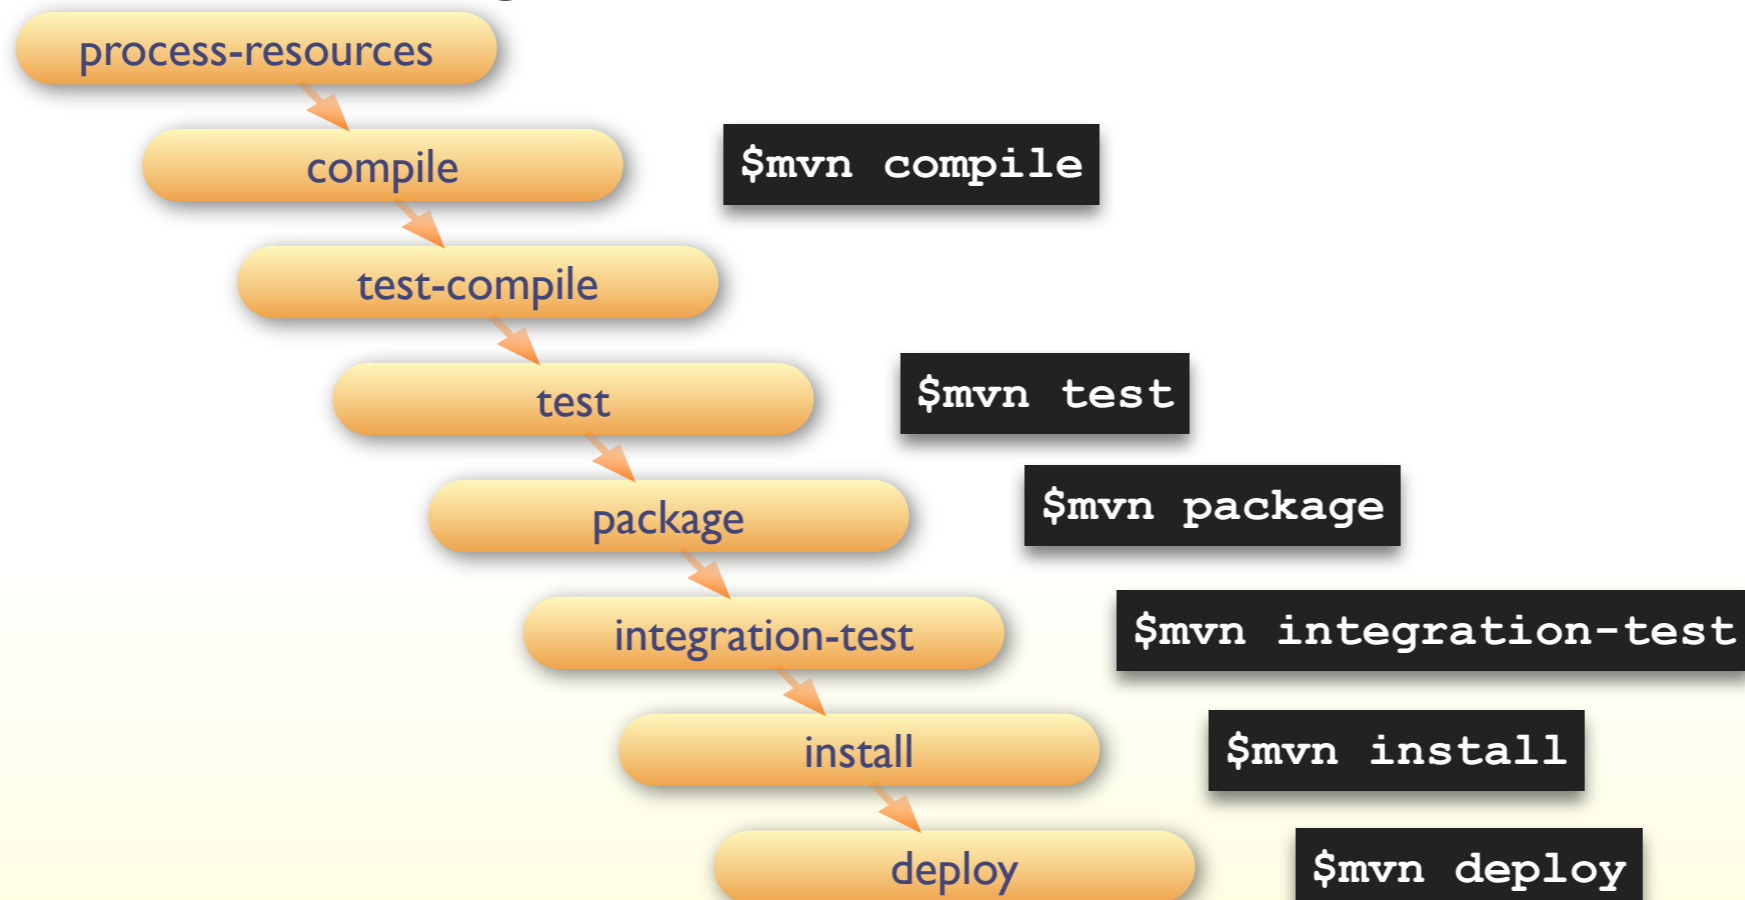 process-resources
compile
$mvn compile
test-compile
test
$mvn test
package
$mvn package
integration-test
$mvn integration-test
install
$mvn install
deploy
$mvn deploy